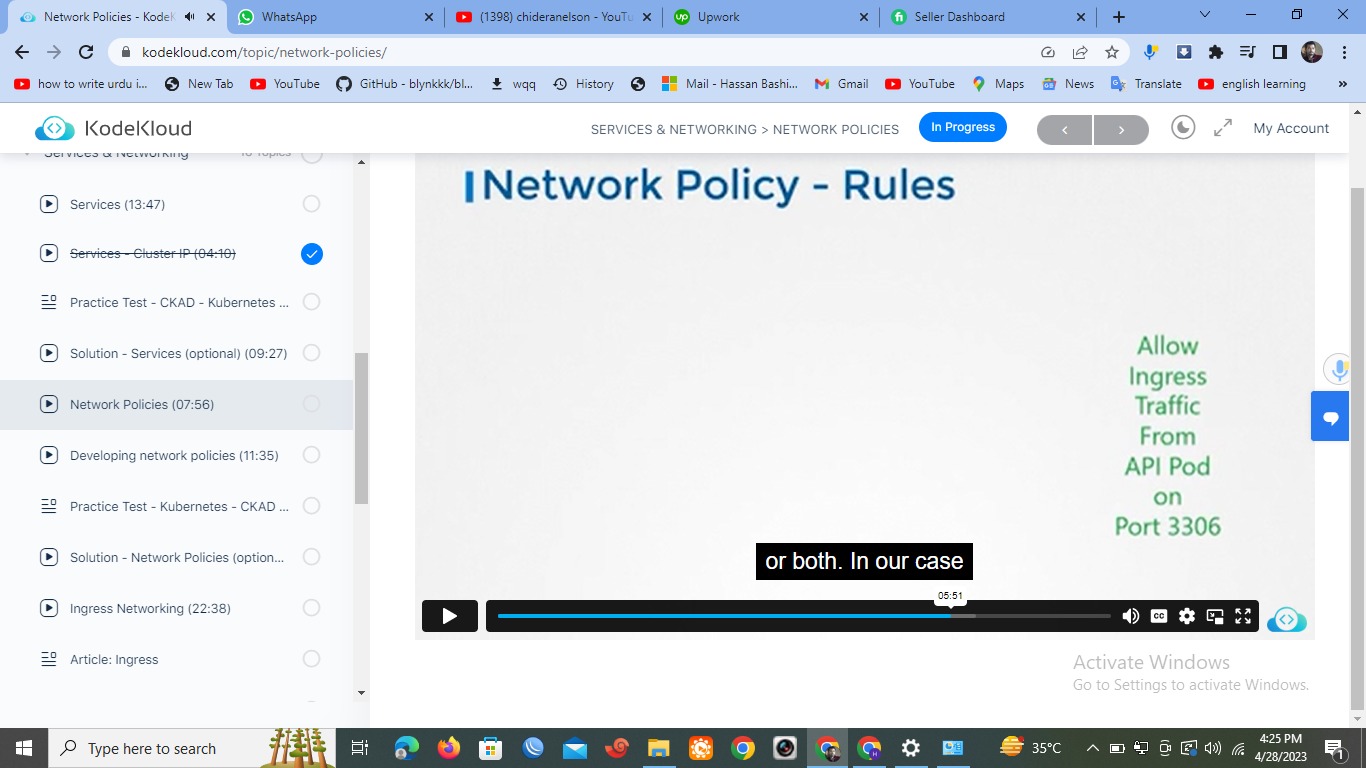 Network Policies - KodeK
WhatsApp
(1398) chideranelson - YouTu
Upwork
Seller Dashboard
kodekloud.com/topic/network-policies/
how to write urdu i...
New Tab
YouTube
GitHub - blynkkk/bl...
wqq
History
Mail - Hassan Bashi...
Gmail
YouTube
Maps
News
Translate
english learning
»
KodeKloud
SERVICES & NETWORKING > NETWORK POLICIES
In Progress
My Account
Services & Networking
10 Topics
Services (13:47)
Services - Cluster IP (04:10)
Practice Test - CKAD - Kubernetes ...
Solution - Services (optional) (09:27)
Network Policies (07:56)
Developing network policies (11:35)
Practice Test - Kubernetes - CKAD ...
Solution - Network Policies (option...
Ingress Networking (22:38)
Article: Ingress
Network Policy - Rules
Allow
Ingress
Traffic
From
API Pod
on
Port 3306
or both. In our case
05:51
CC
Activate Windows
Go to Settings to activate Windows.
Type here to search
35°C
4:25 PM
4/28/2023
1